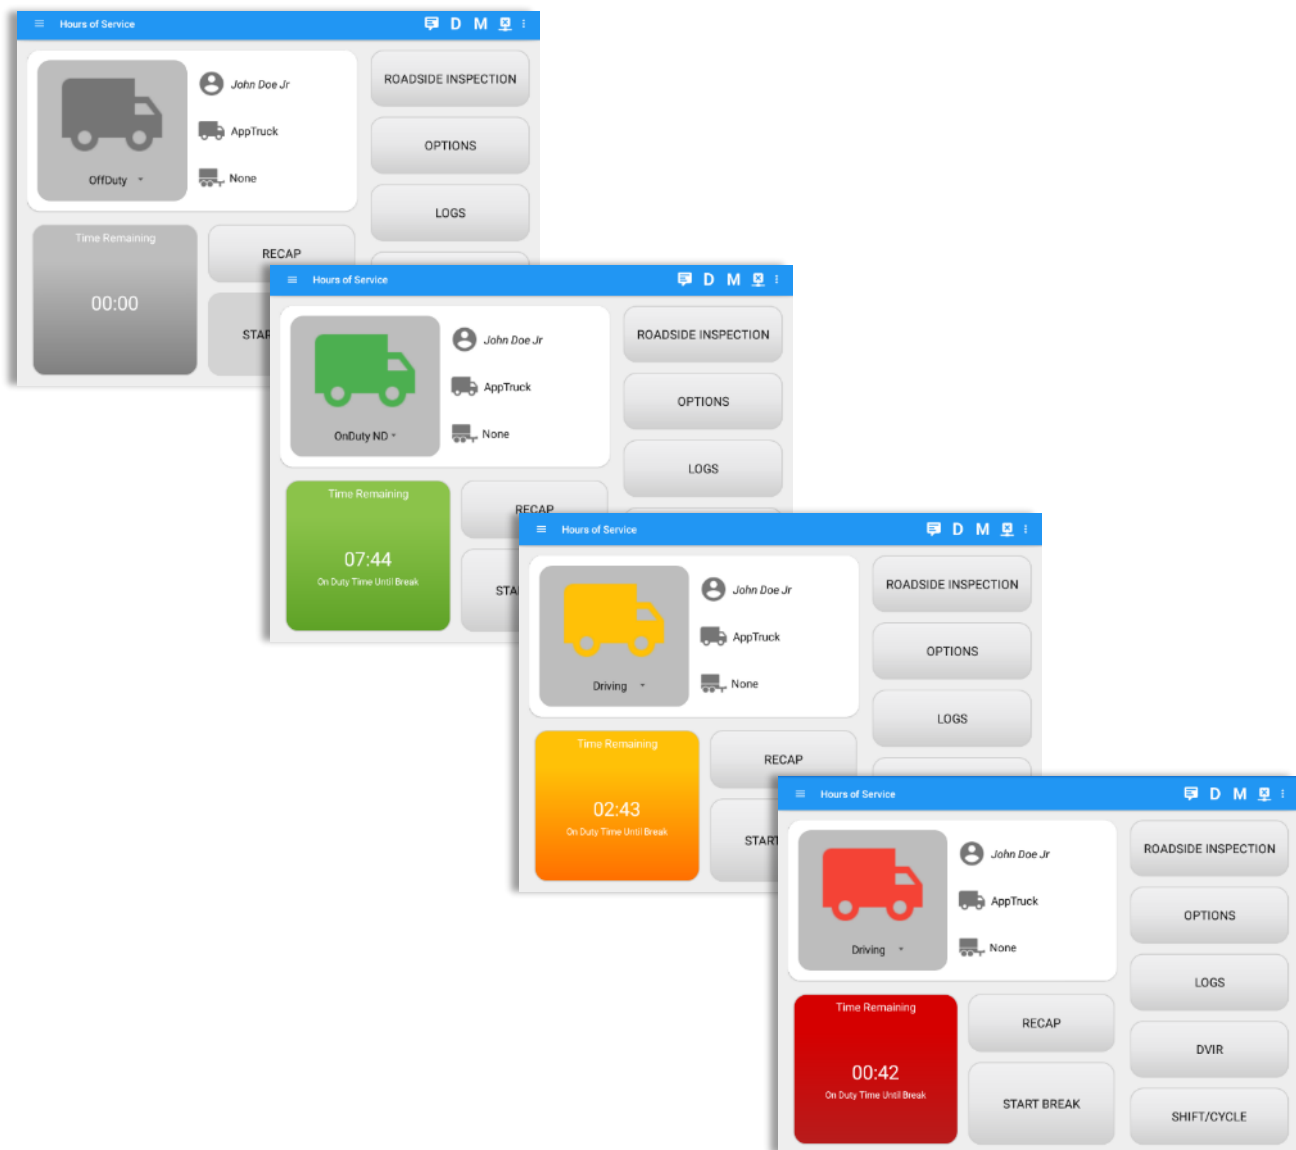 Hours of Service
D M
John Doe Jr
AppTruck
None
OffDuty
ROADSIDE INSPECTION
OPTIONS
LOGS
Time Remaining
00:00
RECAP
Hours of Service
D M
John Doe Jr
AppTruck
None
OnDuty ND
ROADSIDE INSPECTION
OPTIONS
LOGS
Time Remaining
07:44
On Duty Time Until Break
RECAP
Hours of Service
D M
John Doe Jr
AppTruck
None
Driving
ROADSIDE INSPECTION
OPTIONS
LOGS
Time Remaining
02:43
On Duty Time Until Break
RECAP
START
Hours of Service
D M
John Doe Jr
AppTruck
None
Driving
ROADSIDE INSPECTION
OPTIONS
LOGS
DVIR
SHIFT/CYCLE
Time Remaining
00:42
On Duty Time Until Break
RECAP
START BREAK